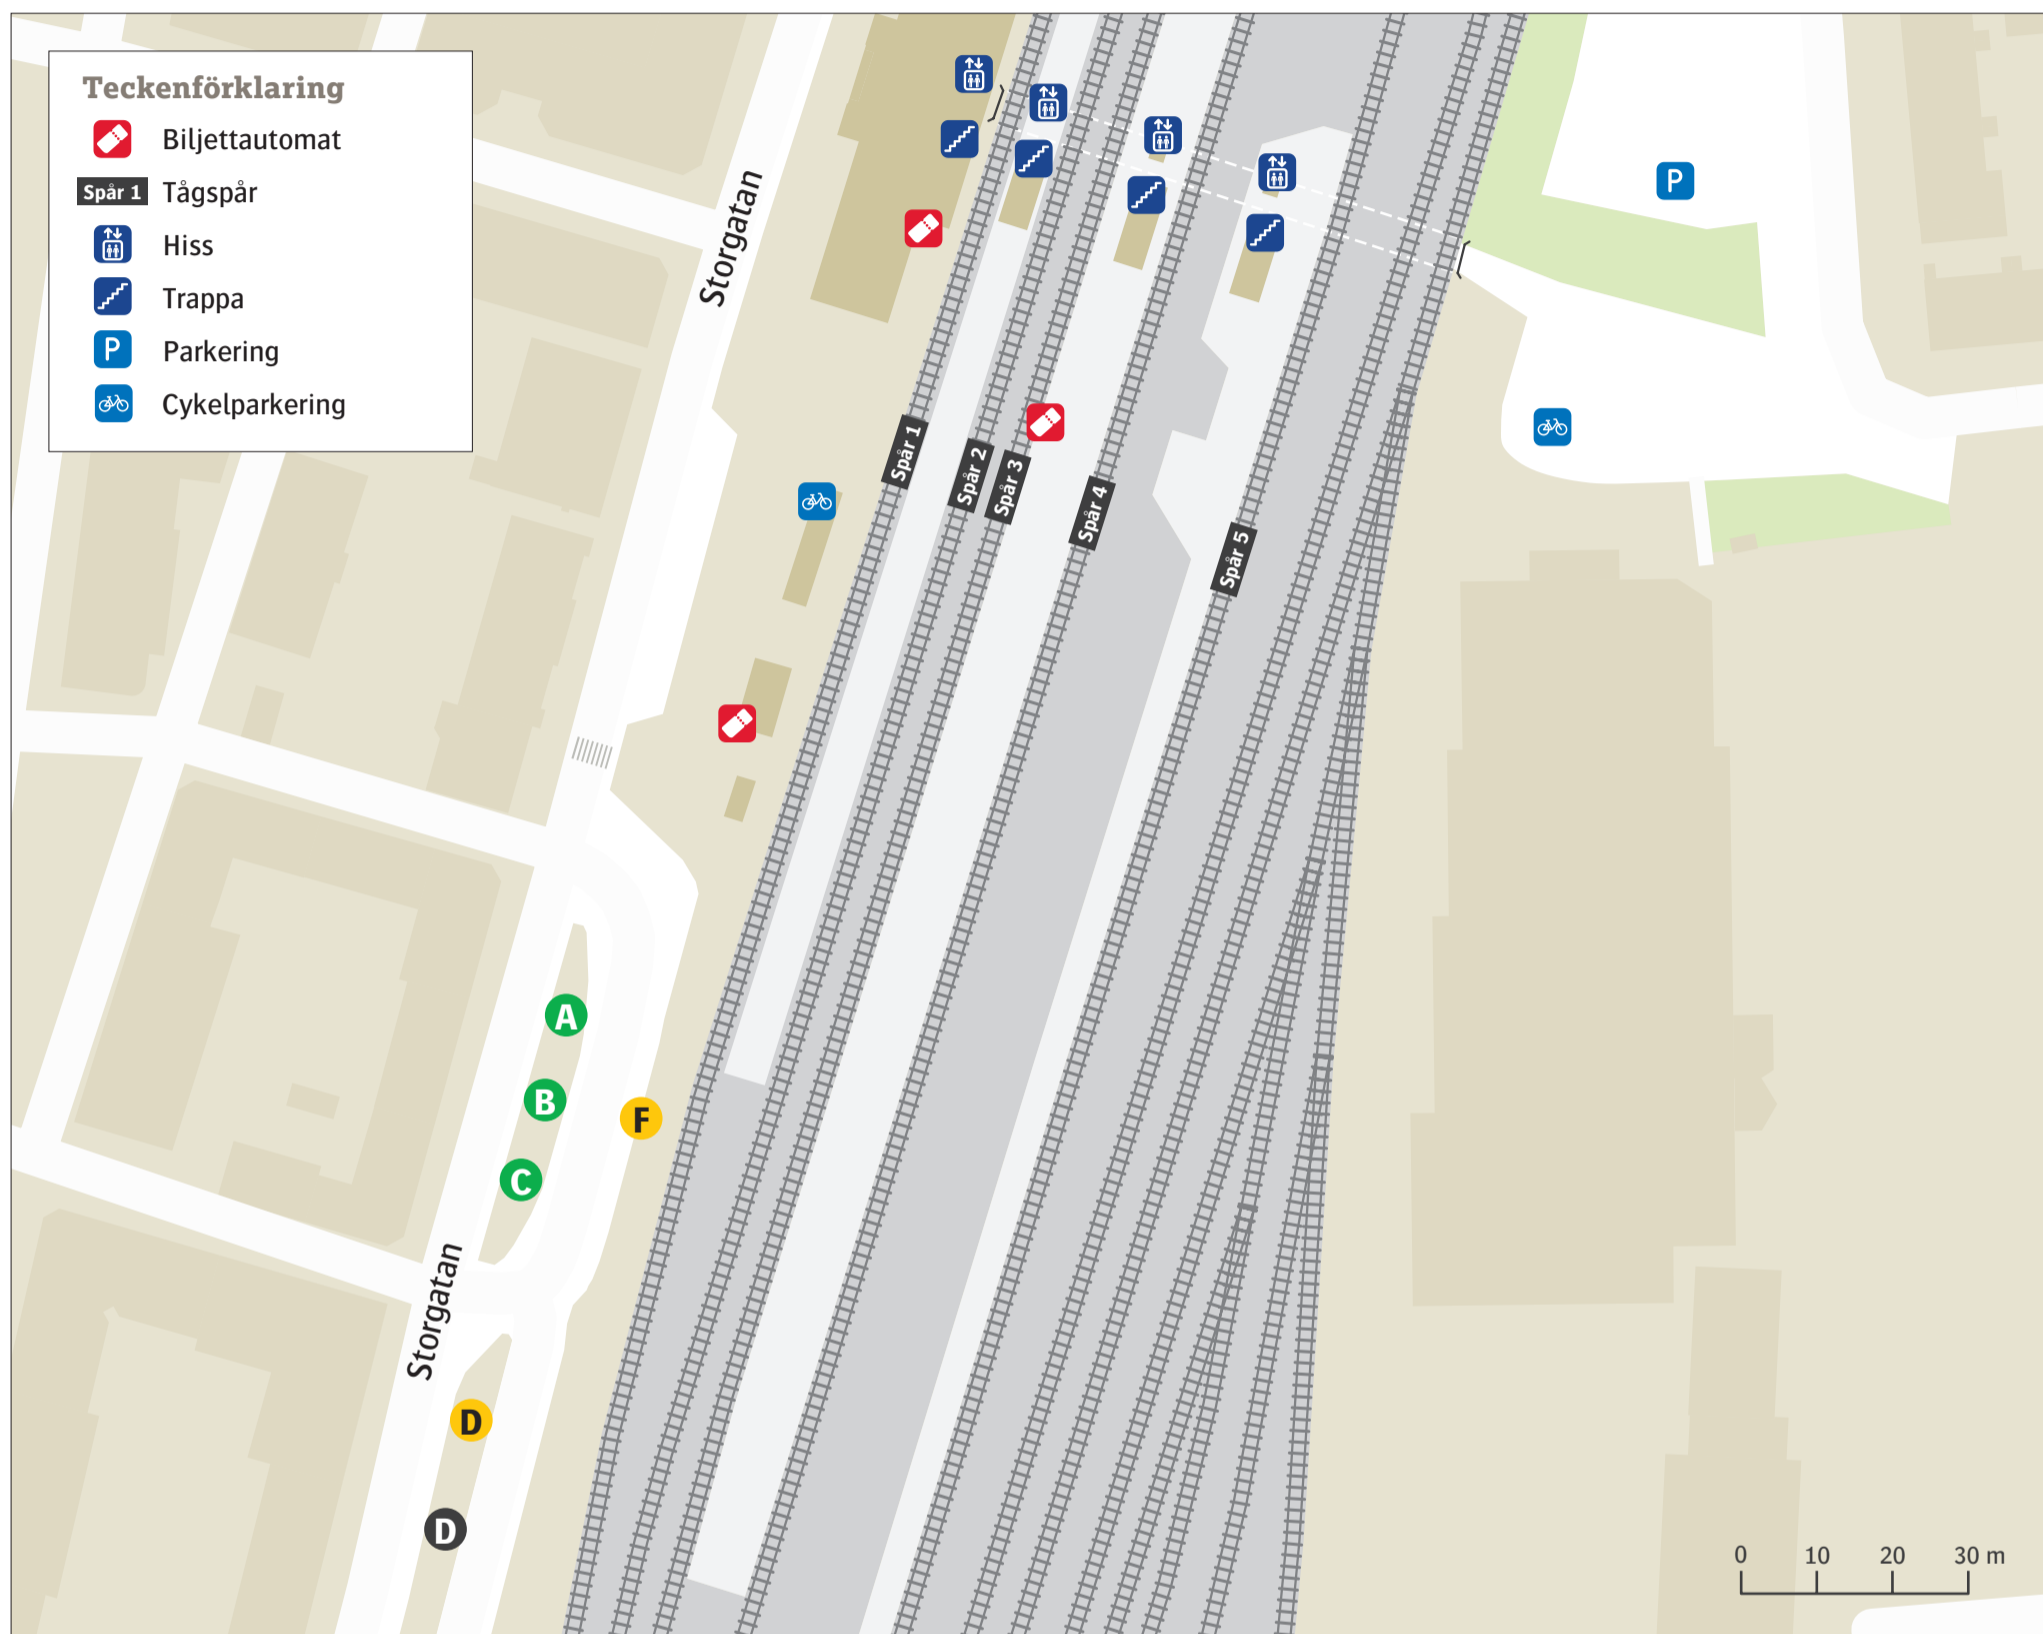 Teckenförklaring
Biljettautomat
Spår 1 Tågspår
Hiss
Trappa
P Parkering
Cykelparkering
Storgatan
P
Spår 1
Spår 2
Spår 3
Spår 4
Spår 5
A
B
F
C
Storgatan
D
D
0 10 20 30 m